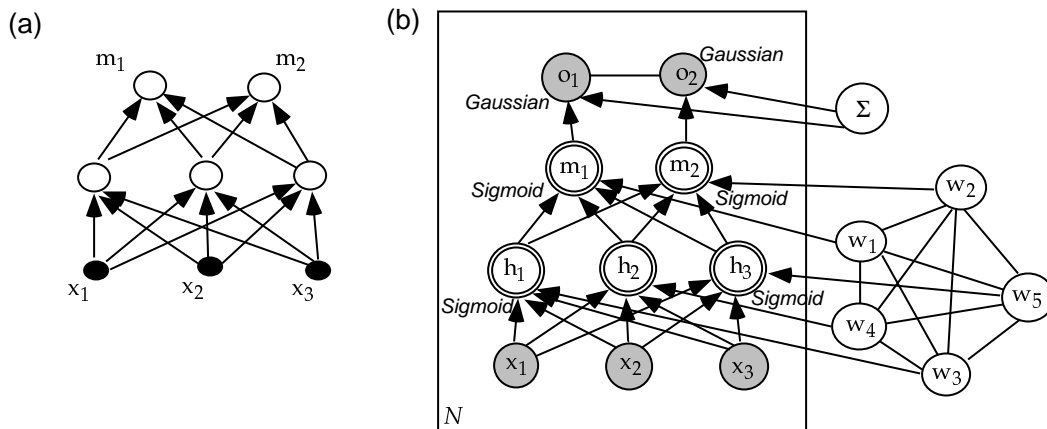 (a)
m1 m2
x1 x2 x3
(b)
Gaussian
o1 o2
Gaussian
Σ
m1 m2
Sigmoid Sigmoid
w2
w1
h1 h2 h3
Sigmoid Sigmoid
w5
w4
x1 x2 x3
w3
N